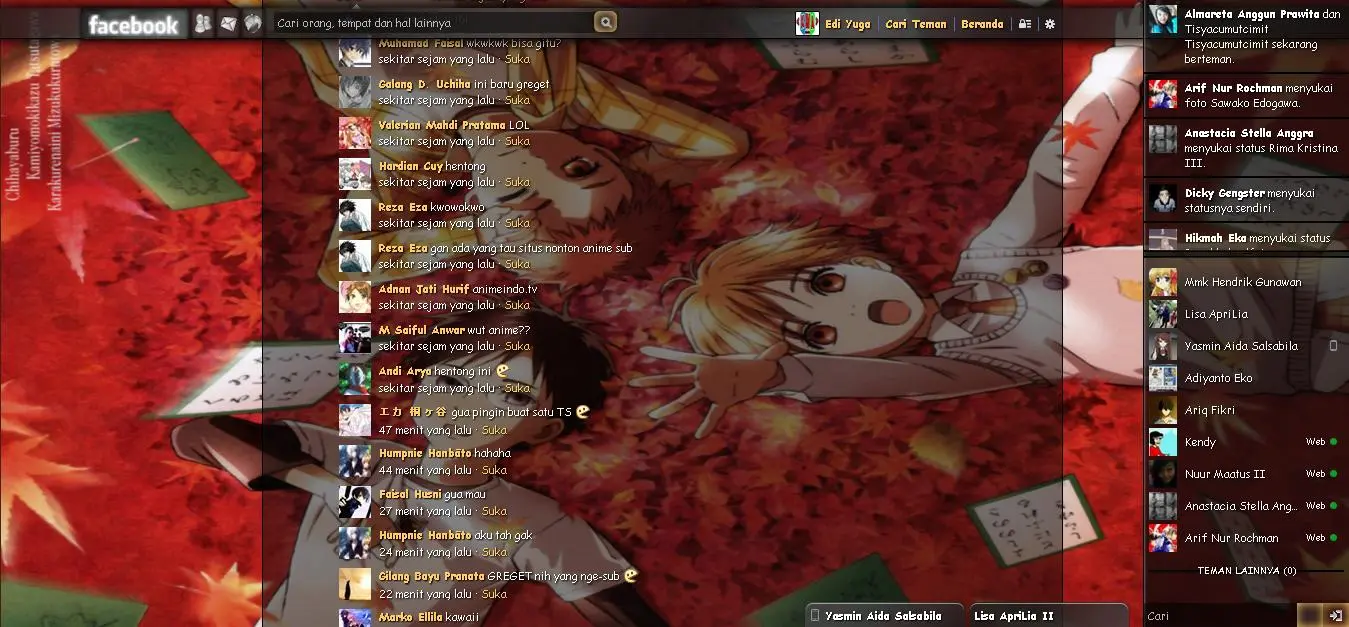 facebook
Cari orang, tempat dan hal lainnya
Edi Yuga
Cari Teman
Beranda
Chihayaburu
Kamiyomokikazu Tatsuta
Karakurenaini Mizukukurumow
Muhamad Faisal wkwkwk bisa gitu?
sekitar sejam yang lalu · Suka
Galang D. Uchiha ini baru greget
sekitar sejam yang lalu · Suka
Valerian Mahdi Pratama LOL
sekitar sejam yang lalu · Suka
Hardian Cuy hentong
sekitar sejam yang lalu · Suka
Reza Eza kwowokwo
sekitar sejam yang lalu · Suka
Reza Eza gan ada yang tau situs nonton anime sub
sekitar sejam yang lalu · Suka
Adnan Jati Hurif animeindo.tv
sekitar sejam yang lalu · Suka
M Saiful Anwar wut anime??
sekitar sejam yang lalu · Suka
Andi Arya hentong ini
sekitar sejam yang lalu · Suka
エカ 桐ヶ谷 gua pingin buat satu TS
47 menit yang lalu · Suka
Humpnie Hanbāto hahaha
44 menit yang lalu · Suka
Faisal Husni gua mau
27 menit yang lalu · Suka
Humpnie Hanbāto aku tah gak
24 menit yang lalu · Suka
Gilang Bayu Pranata GREGET nih yang nge-sub
22 menit yang lalu · Suka
Marko Ellila kawaii
Almareta Anggun Prawita dan
Tisyacumutcimit
Tisyacumutcimit sekarang
berteman.
Arif Nur Rochman menyukai
foto Sawako Edogawa.
Anastacia Stella Anggra
menyukai status Rima Kristina
III.
Dicky Gengster menyukai
statusnya sendiri.
Hikmah Eka menyukai status
Mmk Hendrik Gunawan
Lisa ApriLia
Yasmin Aida Salsabila
Adiyanto Eko
Ariq Fikri
Kendy Web
Nuur Maatus II Web
Anastacia Stella Ang... Web
Arif Nur Rochman Web
TEMAN LAINNYA (0)
Cari
Yasmin Aida Salsabila
Lisa ApriLia II